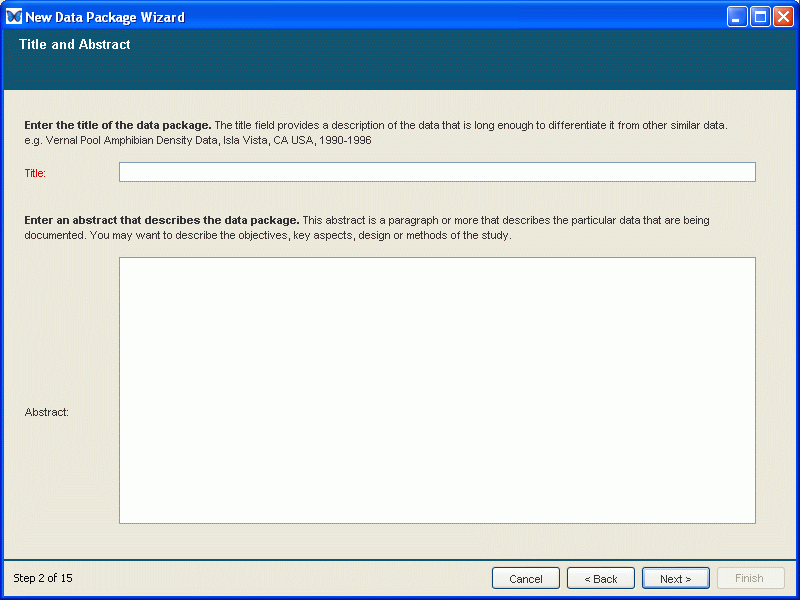 New Data Package Wizard
Title and Abstract
Enter the title of the data package. The title field provides a description of the data that is long enough to differentiate it from other similar data.
e.g. Vernal Pool Amphibian Density Data, Isla Vista, CA USA, 1990-1996
Title:
Enter an abstract that describes the data package. This abstract is a paragraph or more that describes the particular data that are being
documented. You may want to describe the objectives, key aspects, design or methods of the study.
Abstract:
Step 2 of 15
Cancel
< Back
Next >
Finish